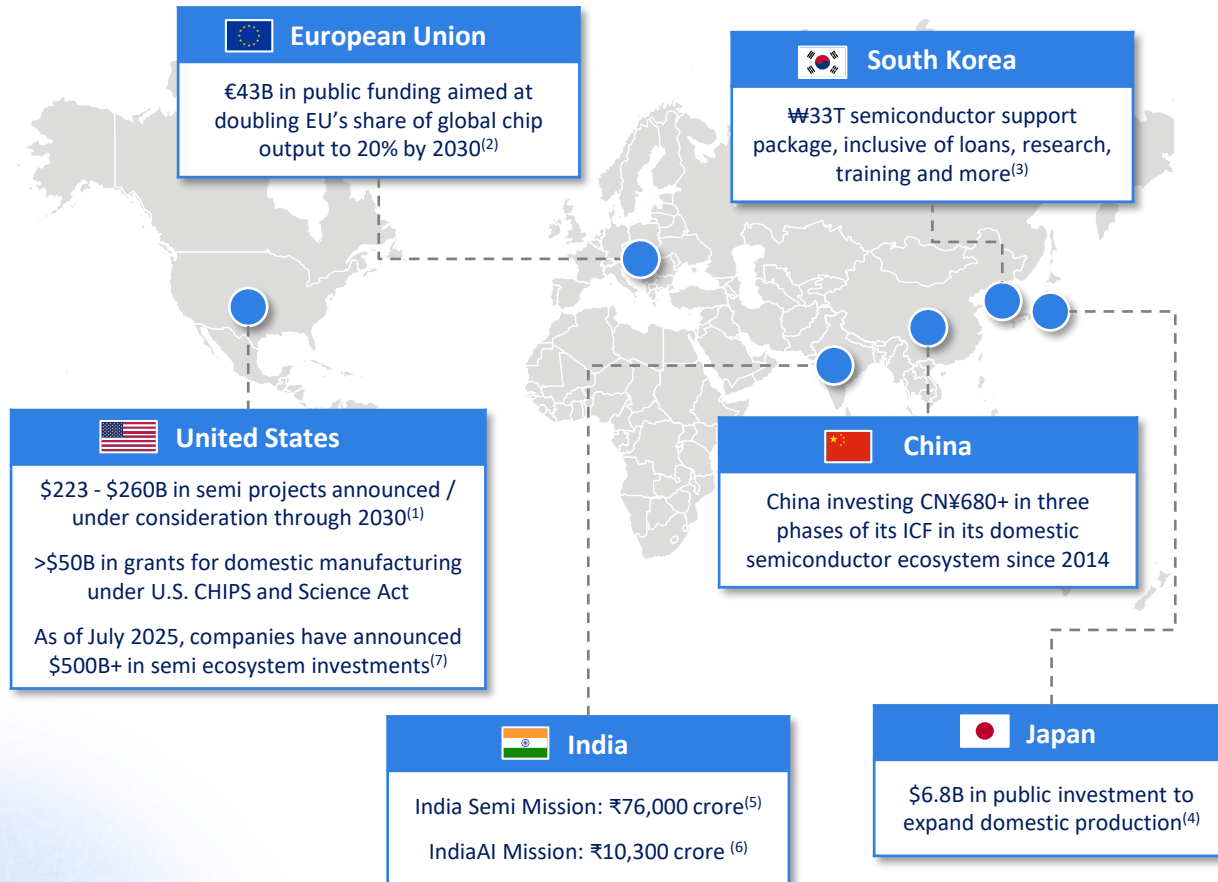 European Union
€43B in public funding aimed at
doubling EU's share of global chip
output to 20% by 2030(2)
South Korea
₩33T semiconductor support
package, inclusive of loans, research,
training and more(3)
United States
$223 - $260B in semi projects announced /
under consideration through 2030(1)
>$50B in grants for domestic manufacturing
under U.S. CHIPS and Science Act
As of July 2025, companies have announced
$500B+ in semi ecosystem investments(7)
China
China investing CN¥680+ in three
phases of its ICF in its domestic
semiconductor ecosystem since 2014
India
India Semi Mission: ₹76,000 crore(5)
IndiaAI Mission: ₹10,300 crore (6)
Japan
$6.8B in public investment to
expand domestic production(4)